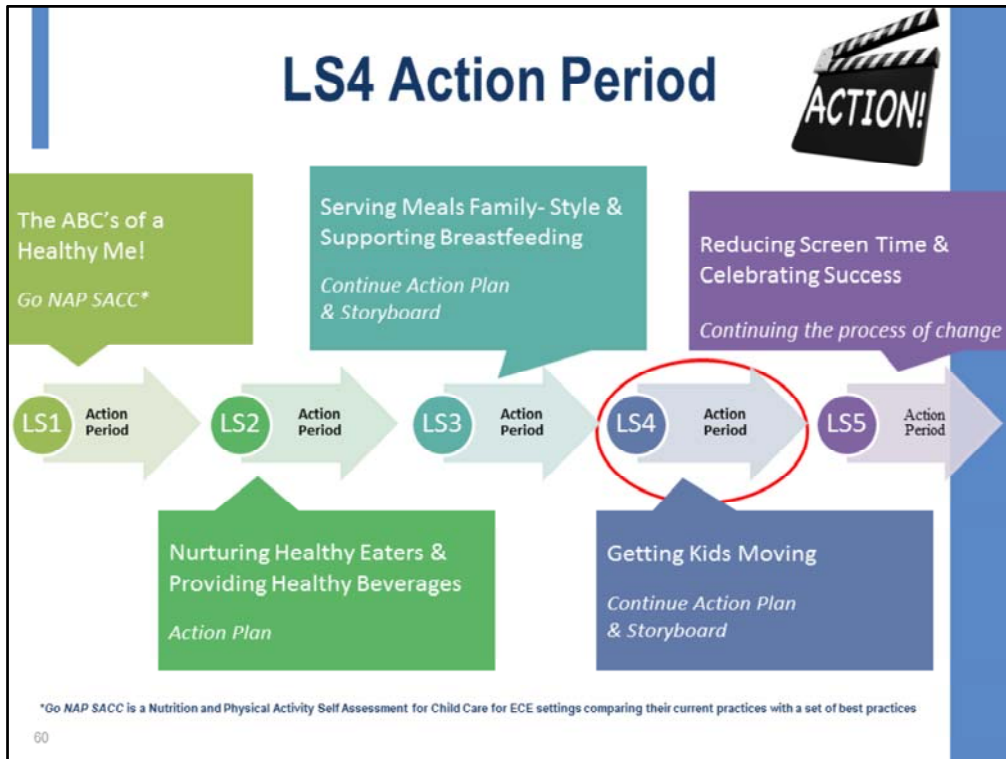 LS4 Action Period
ACTION!
The ABC's of a
Healthy Me!
Go NAP SACC*
Serving Meals Family- Style &
Supporting Breastfeeding
Continue Action Plan
& Storyboard
Reducing Screen Time &
Celebrating Success
Continuing the process of change
LS1
Action
Period
LS2
Action
Period
LS3
Action
Period
LS4
Action
Period
LS5
Action
Period
Nurturing Healthy Eaters &
Providing Healthy Beverages
Action Plan
Getting Kids Moving
Continue Action Plan
& Storyboard
*Go NAP SACC is a Nutrition and Physical Activity Self Assessment for Child Care for ECE settings comparing their current practices with a set of best practices
60